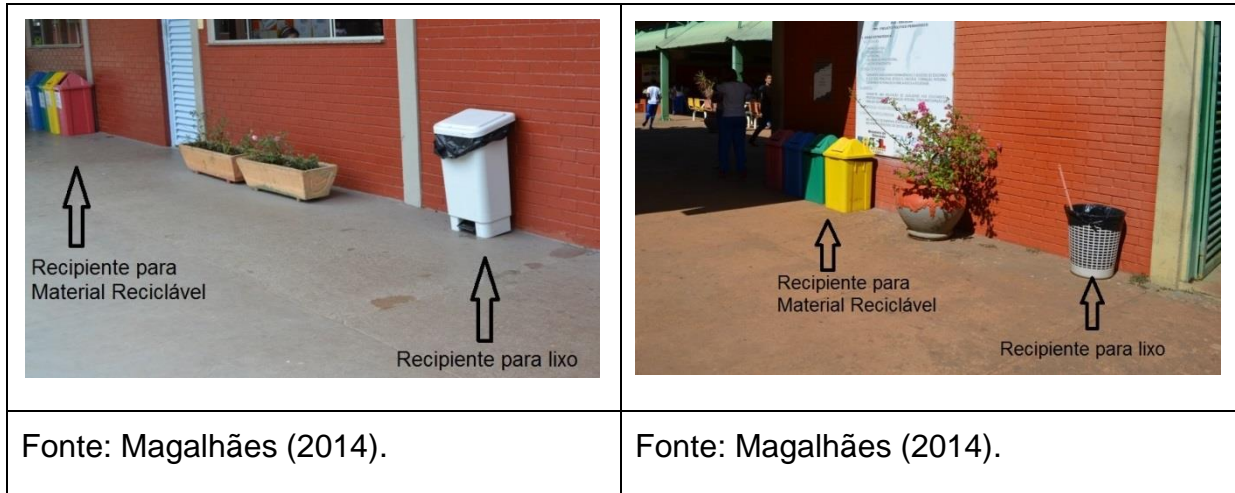 Recipiente para
Material Reciclável
Recipiente para lixo
Recipiente para
Material Reciclável
Recipiente para lixo
Fonte: Magalhães (2014).
Fonte: Magalhães (2014).